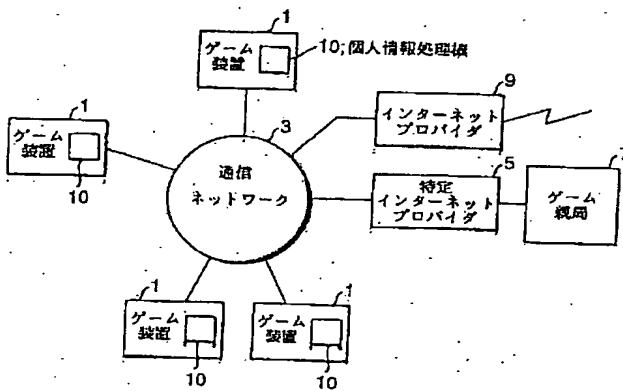 1
ゲーム
装置
10;個人情報処理機
1
ゲーム
装置
10
3
通信
ネットワーク
9
インターネット
プロバイダ
5
特定
インターネット
プロバイダ
7
ゲーム
親局
1
ゲーム
装置
10
1
ゲーム
装置
10